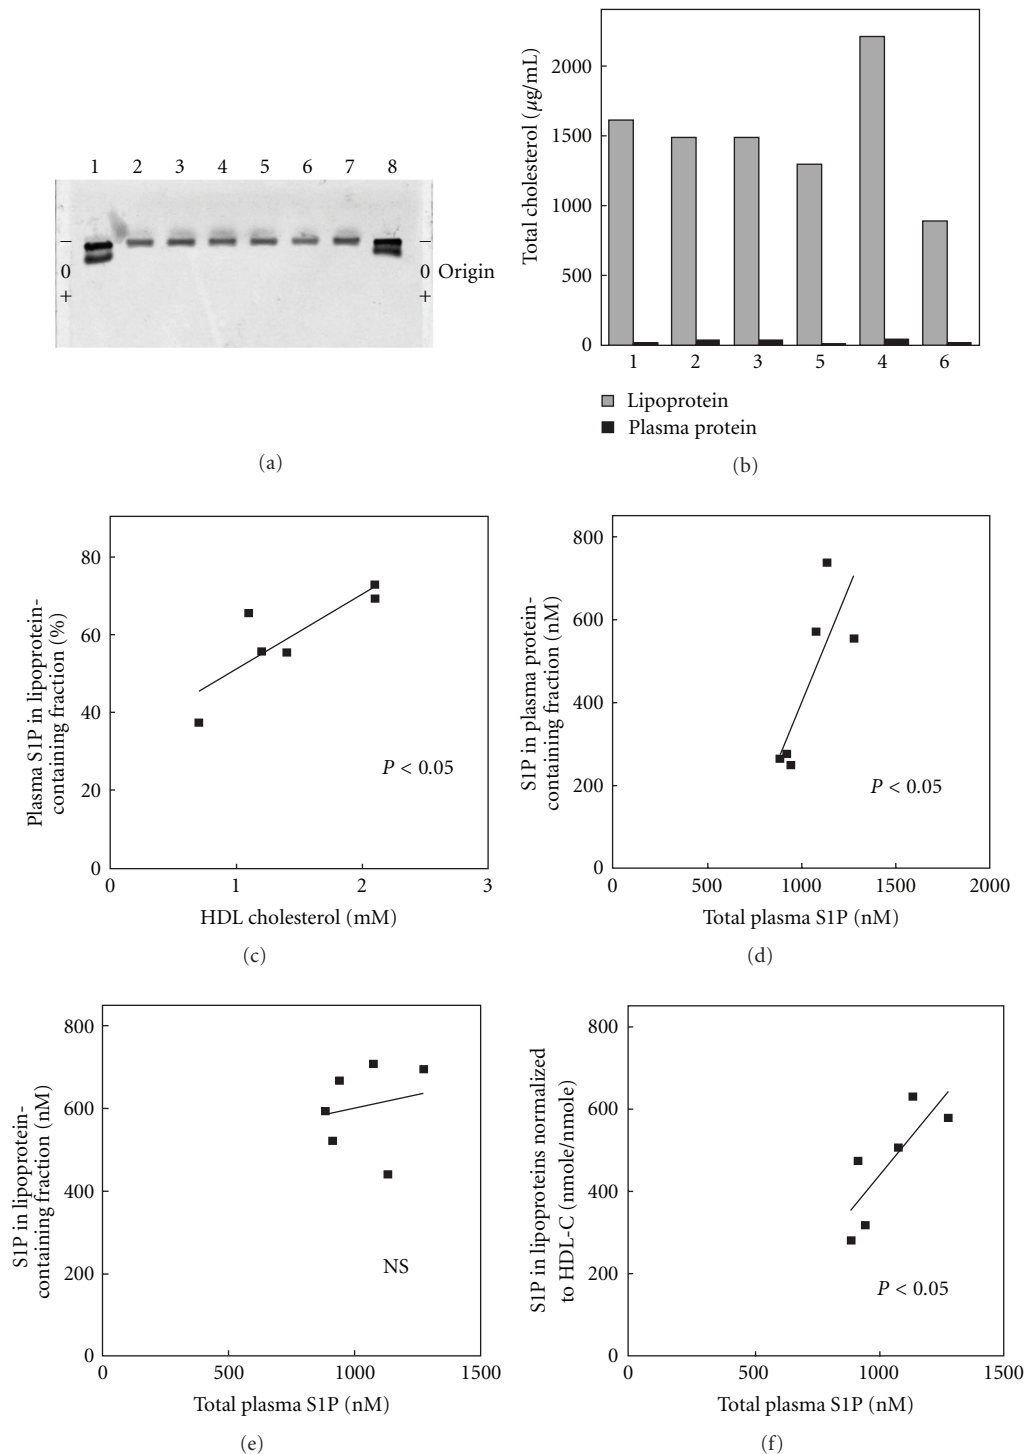 1 2 3 4 5 6 7 8
− −
0 0 Origin
+ +
(a)
Total cholesterol (μg/mL)
2000
1500
1000
500
0
1 2 3 5 4 6
Lipoprotein
Plasma protein
(b)
Plasma S1P in lipoprotein-
containing fraction (%)
80
60
40
20
0
0 1 2 3
P < 0.05
HDL cholesterol (mM)
(c)
S1P in plasma protein-
containing fraction (nM)
800
600
400
200
0
0 500 1000 1500 2000
P < 0.05
Total plasma S1P (nM)
(d)
S1P in lipoprotein-
containing fraction (nM)
800
600
400
200
0
0 500 1000 1500
NS
Total plasma S1P (nM)
(e)
S1P in lipoproteins normalized
to HDL-C (nmole/nmole)
800
600
400
200
0
0 500 1000 1500
P < 0.05
Total plasma S1P (nM)
(f)